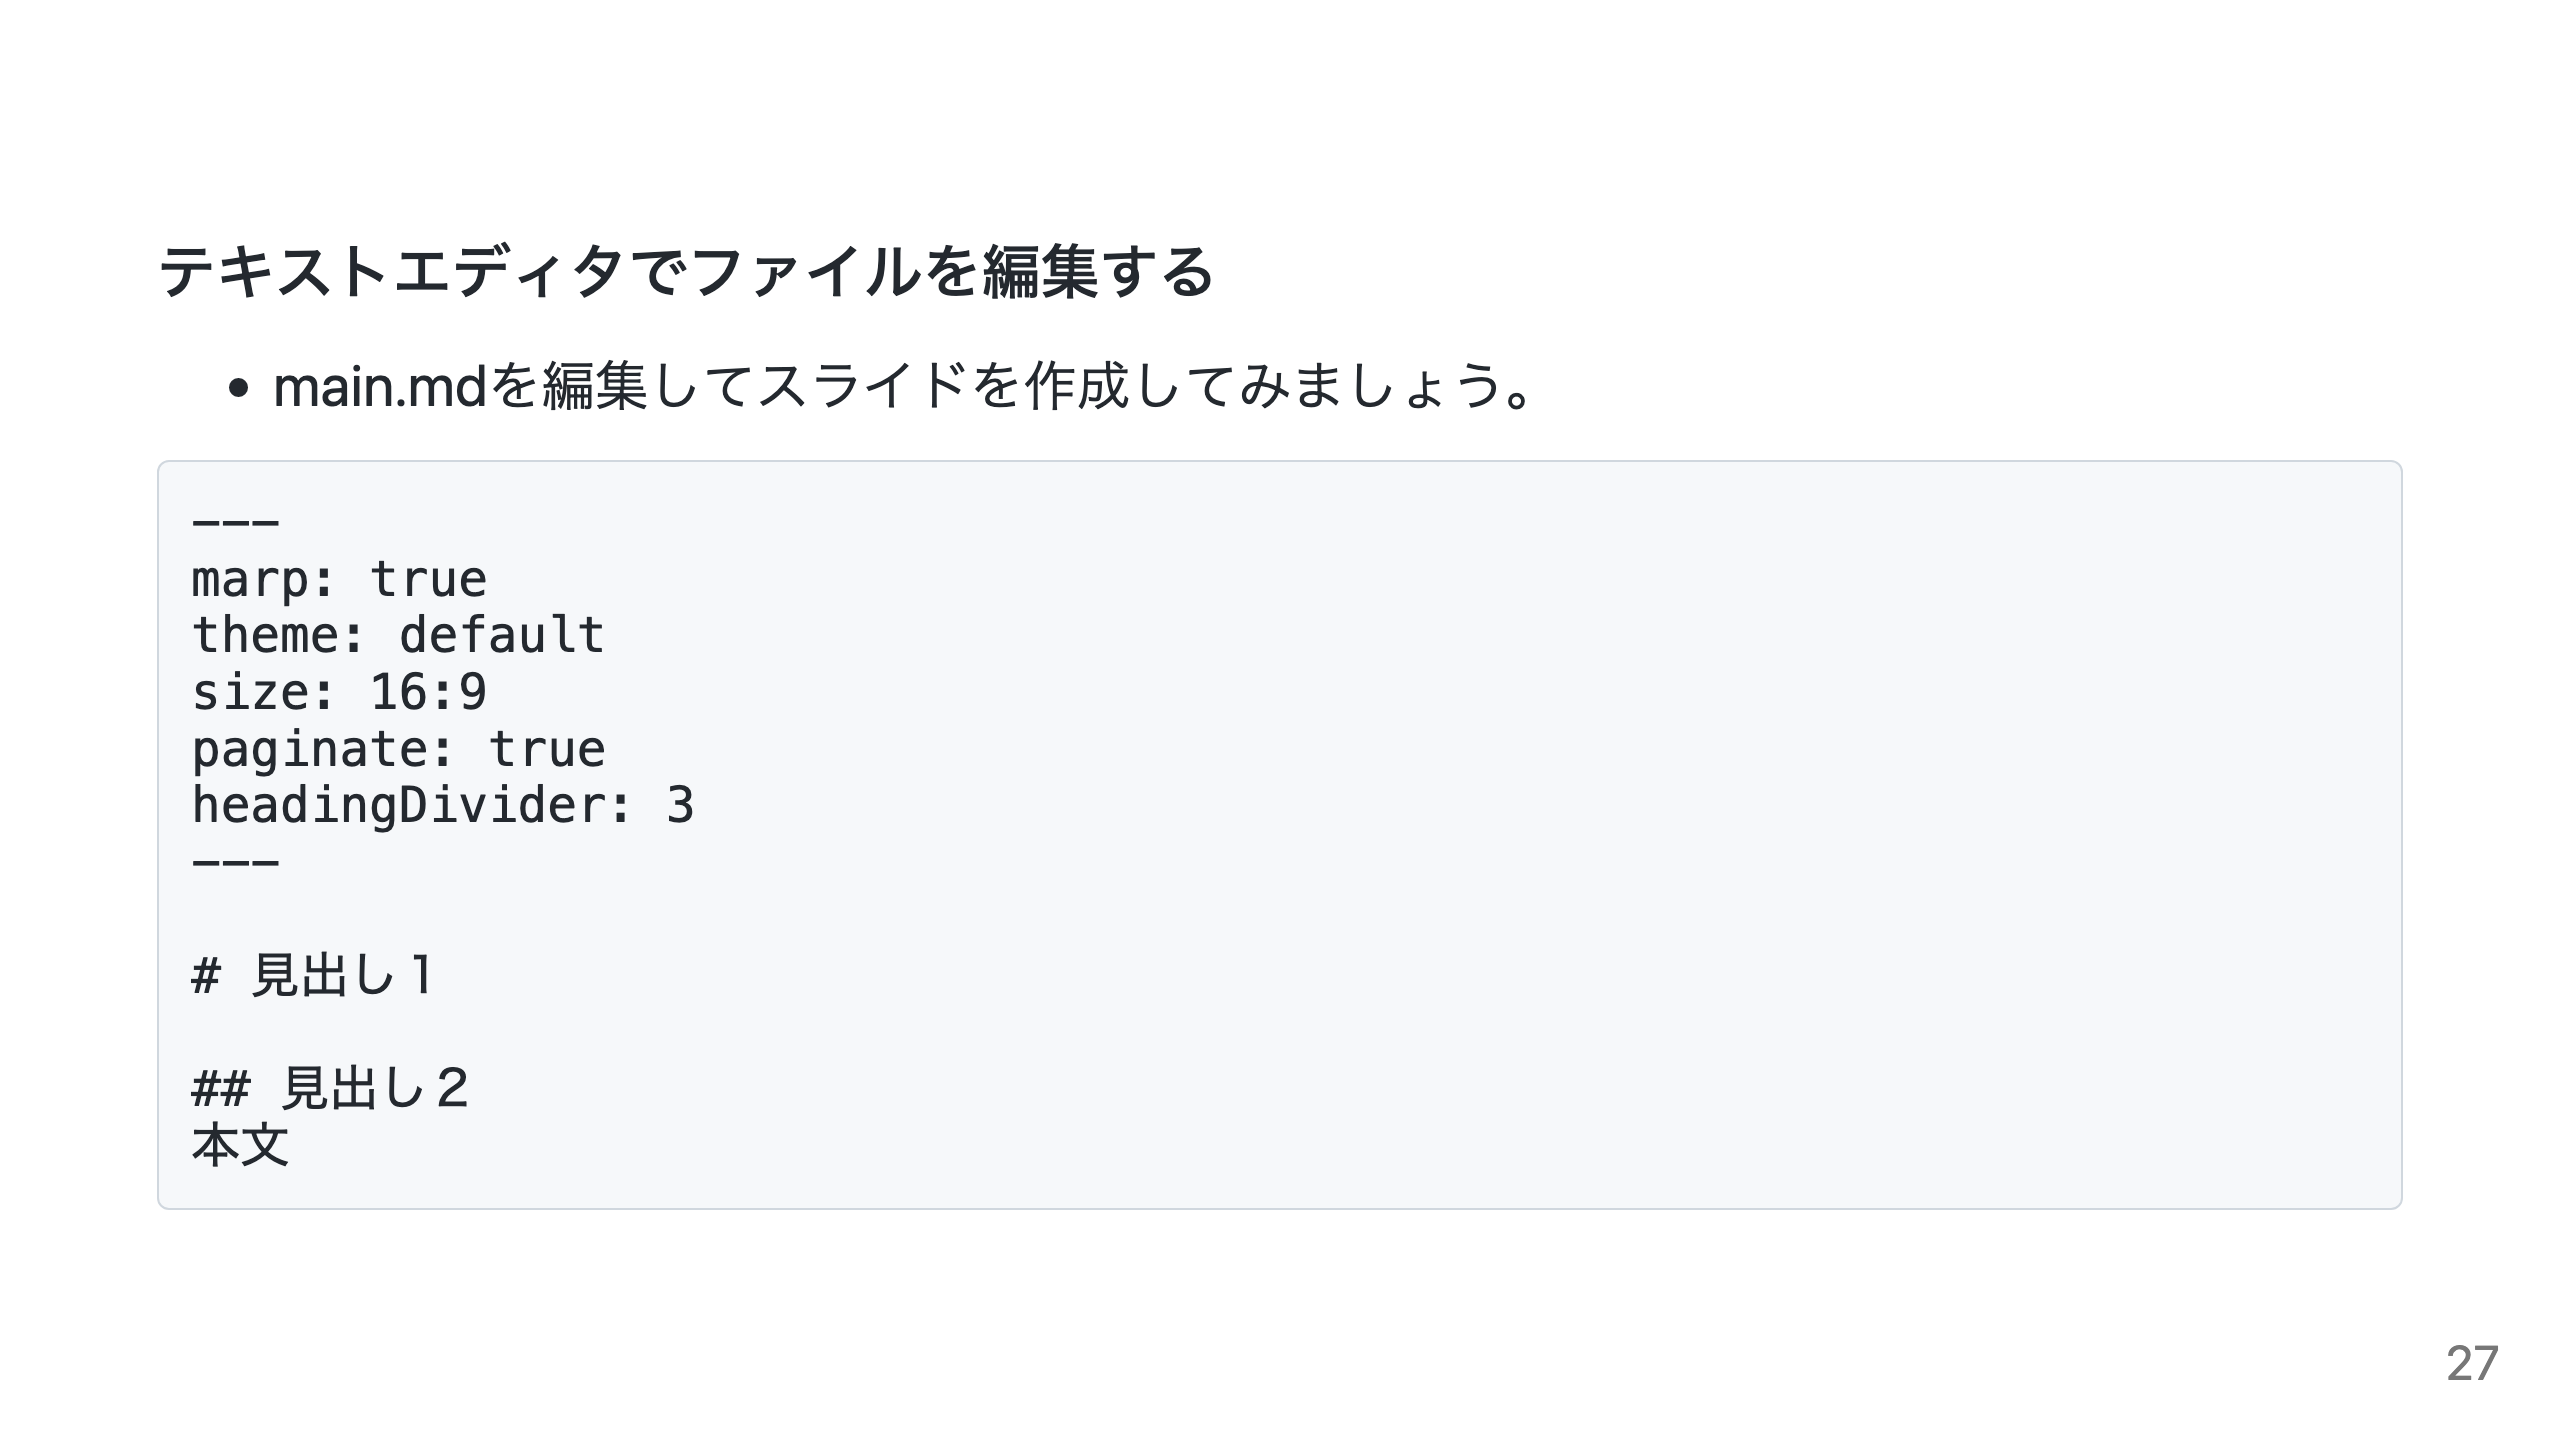 テキストエディタでファイルを編集する
• main.mdを編集してスライドを作成してみましょう。
---
marp: true
theme: default
size: 16:9
paginate: true
headingDivider: 3
---
# 見出し１
## 見出し２
本文
27